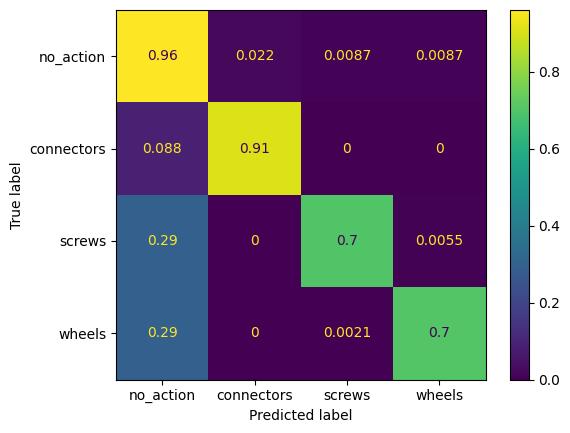 no_action 0.96 0.022 0.0087 0.0087
connectors 0.088 0.91 0 0
screws 0.29 0 0.7 0.0055
wheels 0.29 0 0.0021 0.7
no_action connectors screws wheels
Predicted label
True label
0.8
0.6
0.4
0.2
0.0